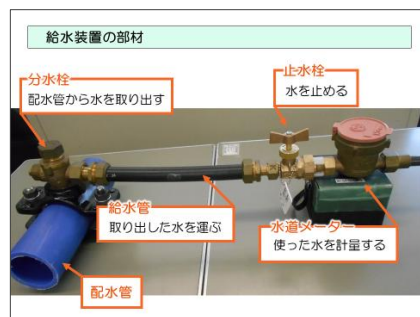 給水装置の部材
分水栓
配水管から水を取り出す
止水栓
水を止める
給水管
取り出した水を運ぶ
水道メーター
使った水を計量する
配水管